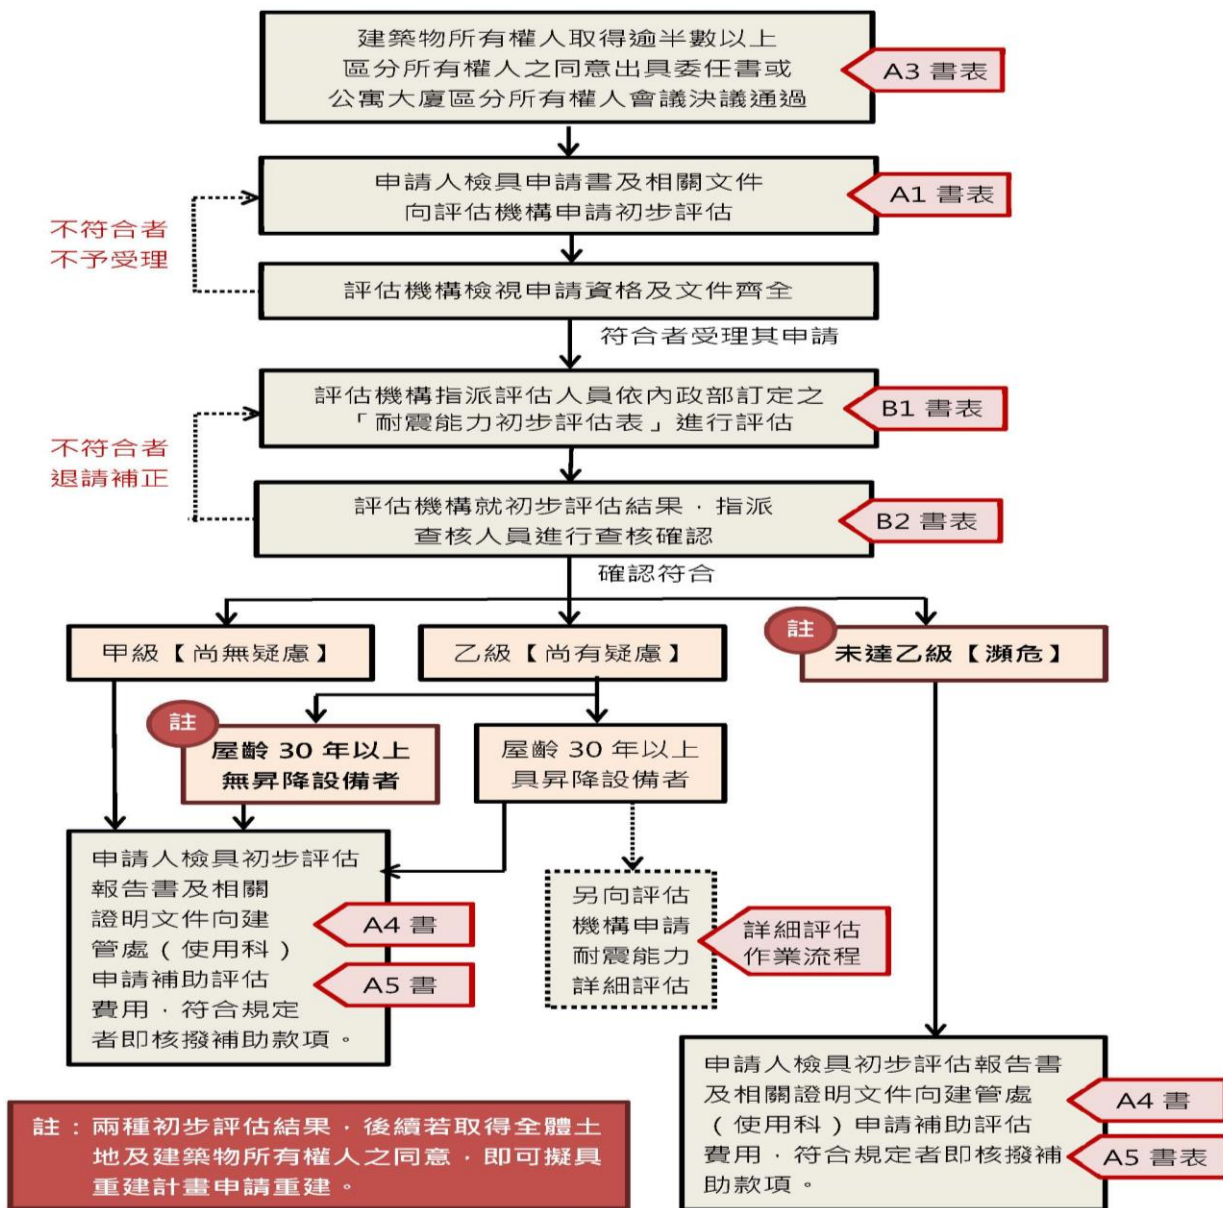 建築物所有權人取得逾半數以上
區分所有權人之同意出具委任書或
公寓大廈區分所有權人會議決議通過
A3 書表
申請人檢具申請書及相關文件
向評估機構申請初步評估
A1 書表
不符合者
不予受理
評估機構檢視申請資格及文件齊全
符合者受理其申請
評估機構指派評估人員依內政部訂定之
「耐震能力初步評估表」進行評估
B1 書表
不符合者
退請補正
評估機構就初步評估結果，指派
查核人員進行查核確認
B2 書表
確認符合
甲級【尚無疑慮】
乙級【尚有疑慮】
註
未達乙級【瀕危】
註
屋齡 30 年以上
無昇降設備者
屋齡 30 年以上
具昇降設備者
申請人檢具初步評估
報告書及相關
證明文件向建
管處（使用科）
申請補助評估
費用，符合規定
者即核撥補助款項。
A4 書
A5 書
另向評估
機構申請
耐震能力
詳細評估
詳細評估
作業流程
申請人檢具初步評估報告書
及相關證明文件向建管處
（使用科）申請補助評估
費用，符合規定者即核撥補
助款項。
A4 書
A5 書表
註：兩種初步評估結果，後續若取得全體土
地及建築物所有權人之同意，即可擬具
重建計畫申請重建。